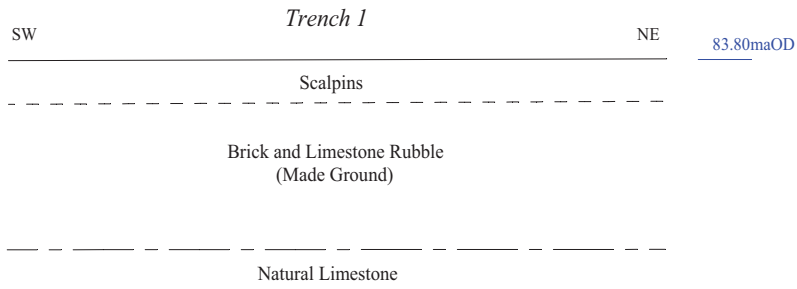 Trench 1
SW
NE
83.80maOD
Scalpins
Brick and Limestone Rubble
(Made Ground)
Natural Limestone